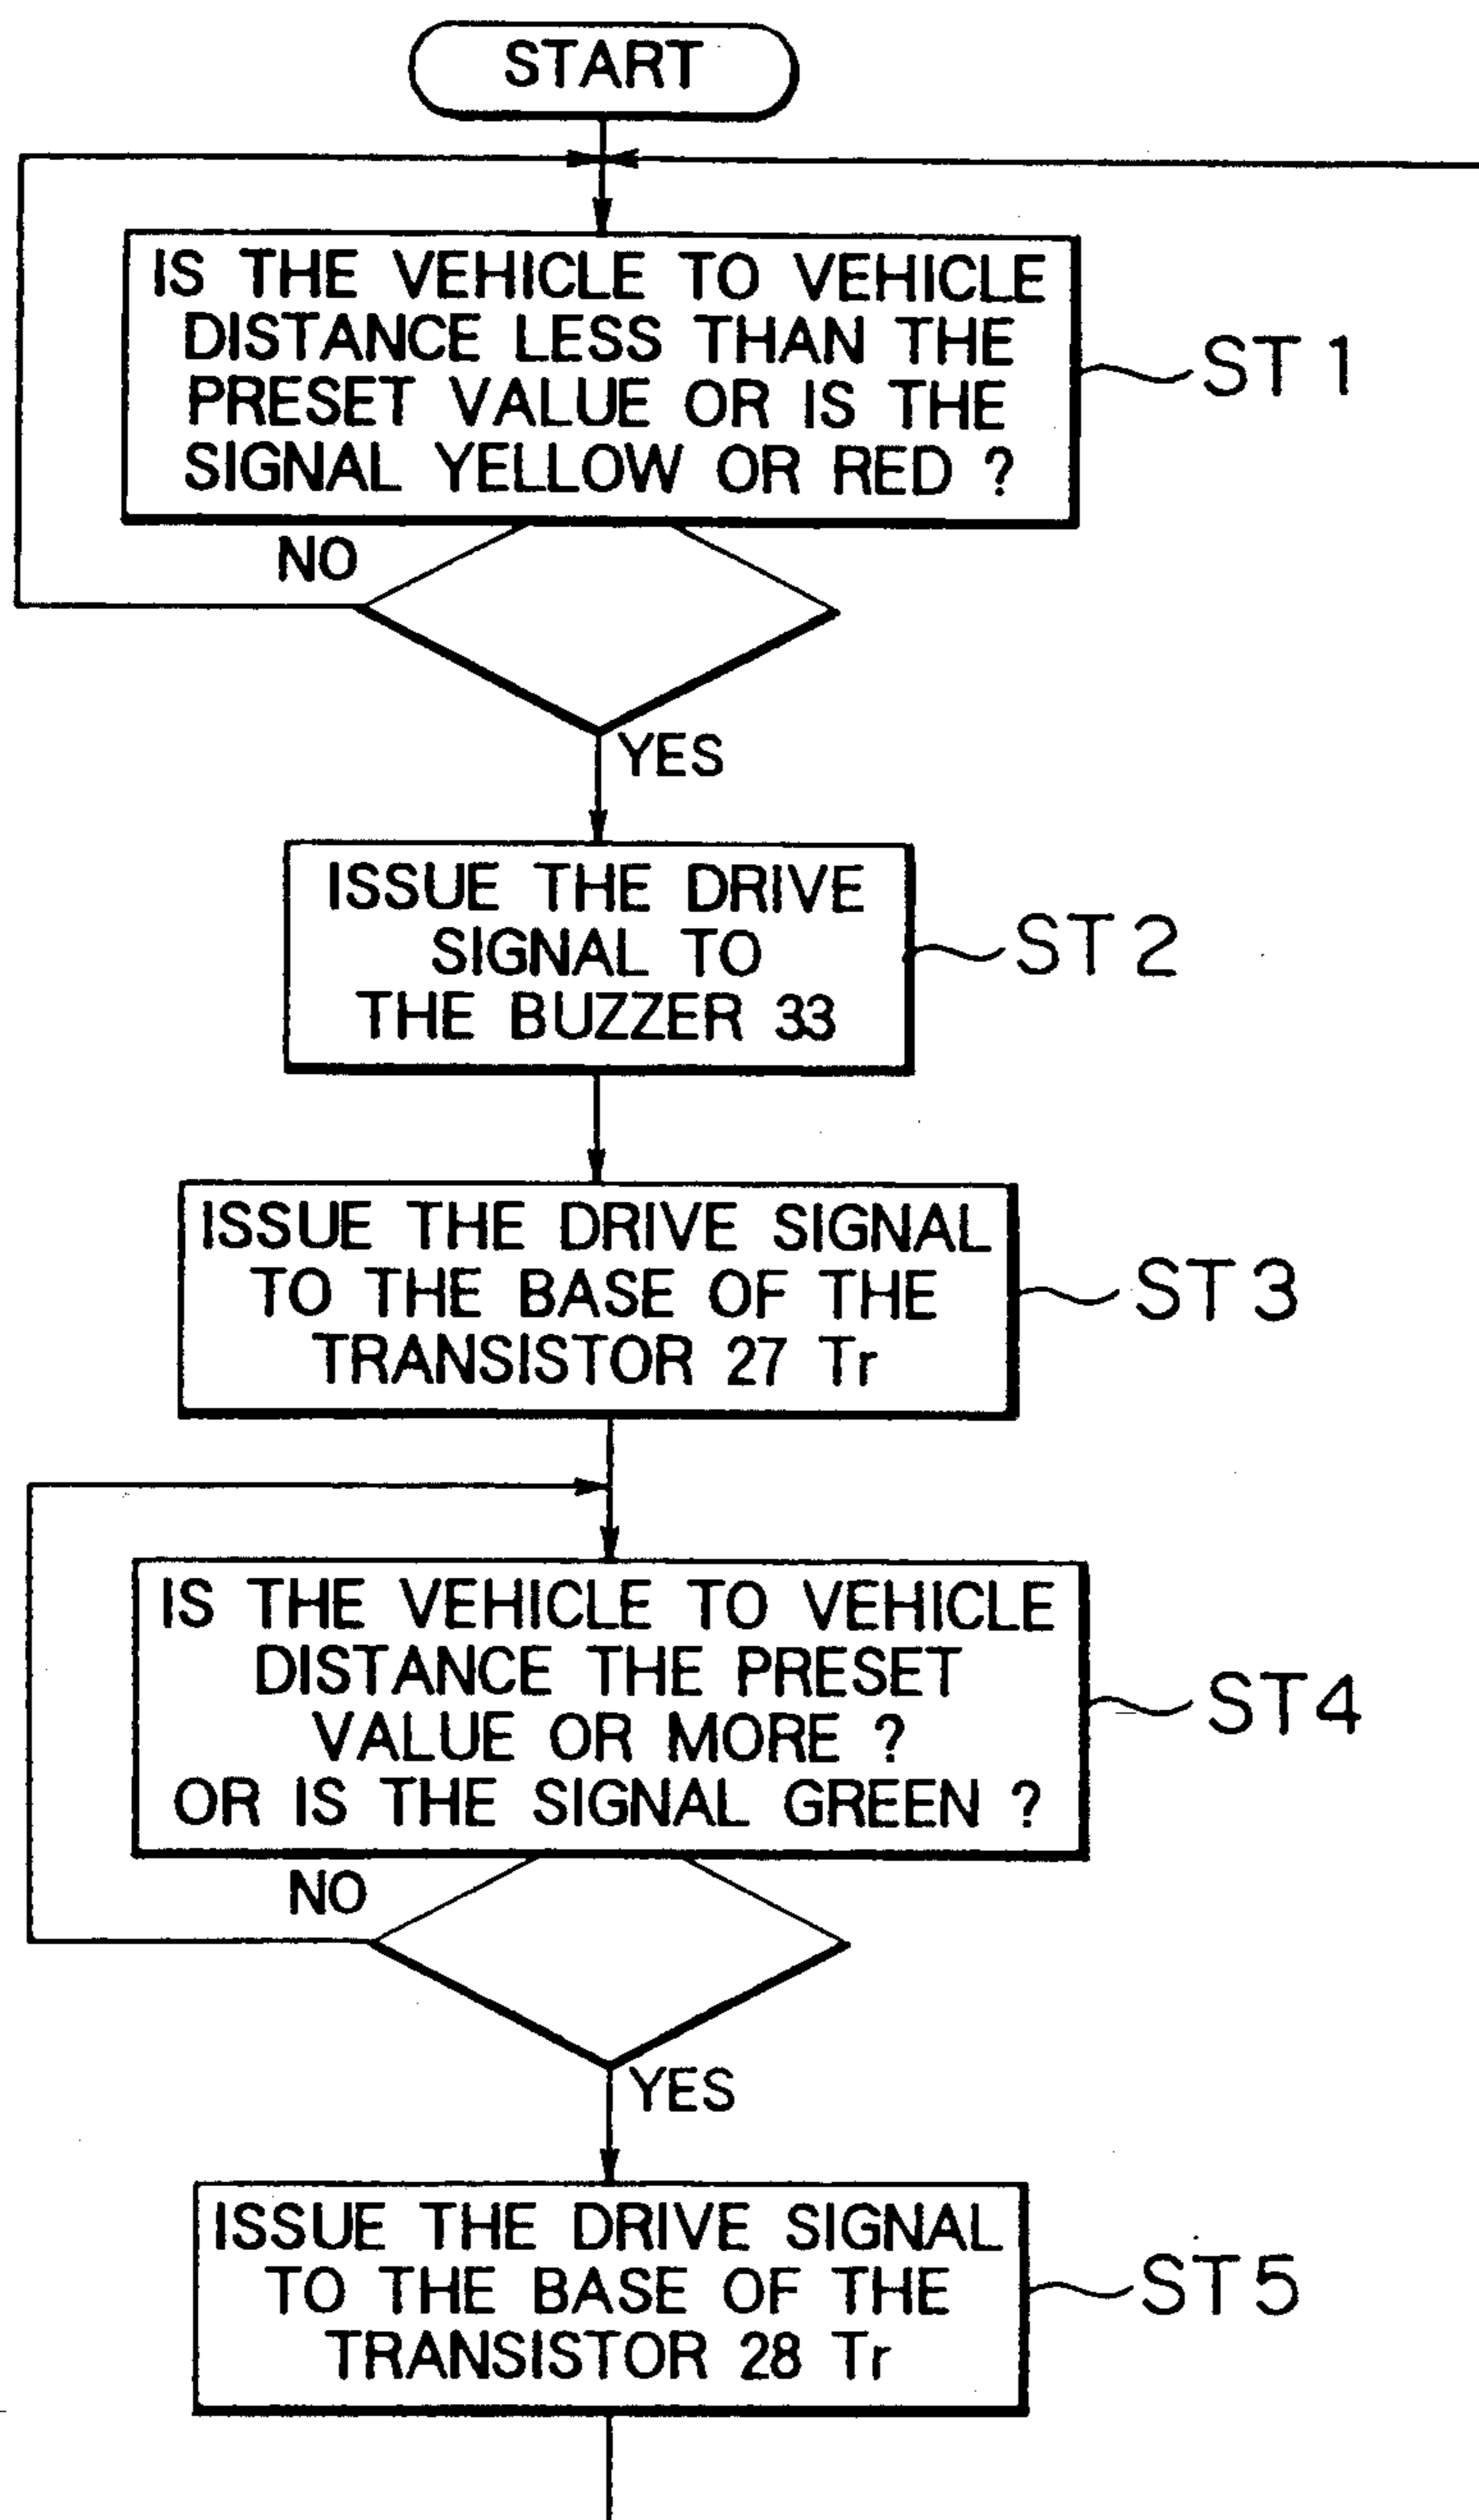 START
IS THE VEHICLE TO VEHICLE
DISTANCE LESS THAN THE
PRESET VALUE OR IS THE
SIGNAL YELLOW OR RED ?
ST 1
NO
YES
ISSUE THE DRIVE
SIGNAL TO
THE BUZZER 33
ST 2
ISSUE THE DRIVE SIGNAL
TO THE BASE OF THE
TRANSISTOR 27 Tr
ST 3
IS THE VEHICLE TO VEHICLE
DISTANCE THE PRESET
VALUE OR MORE ?
OR IS THE SIGNAL GREEN ?
ST4
NO
YES
ISSUE THE DRIVE SIGNAL
TO THE BASE OF THE
TRANSISTOR 28 Tr
ST5